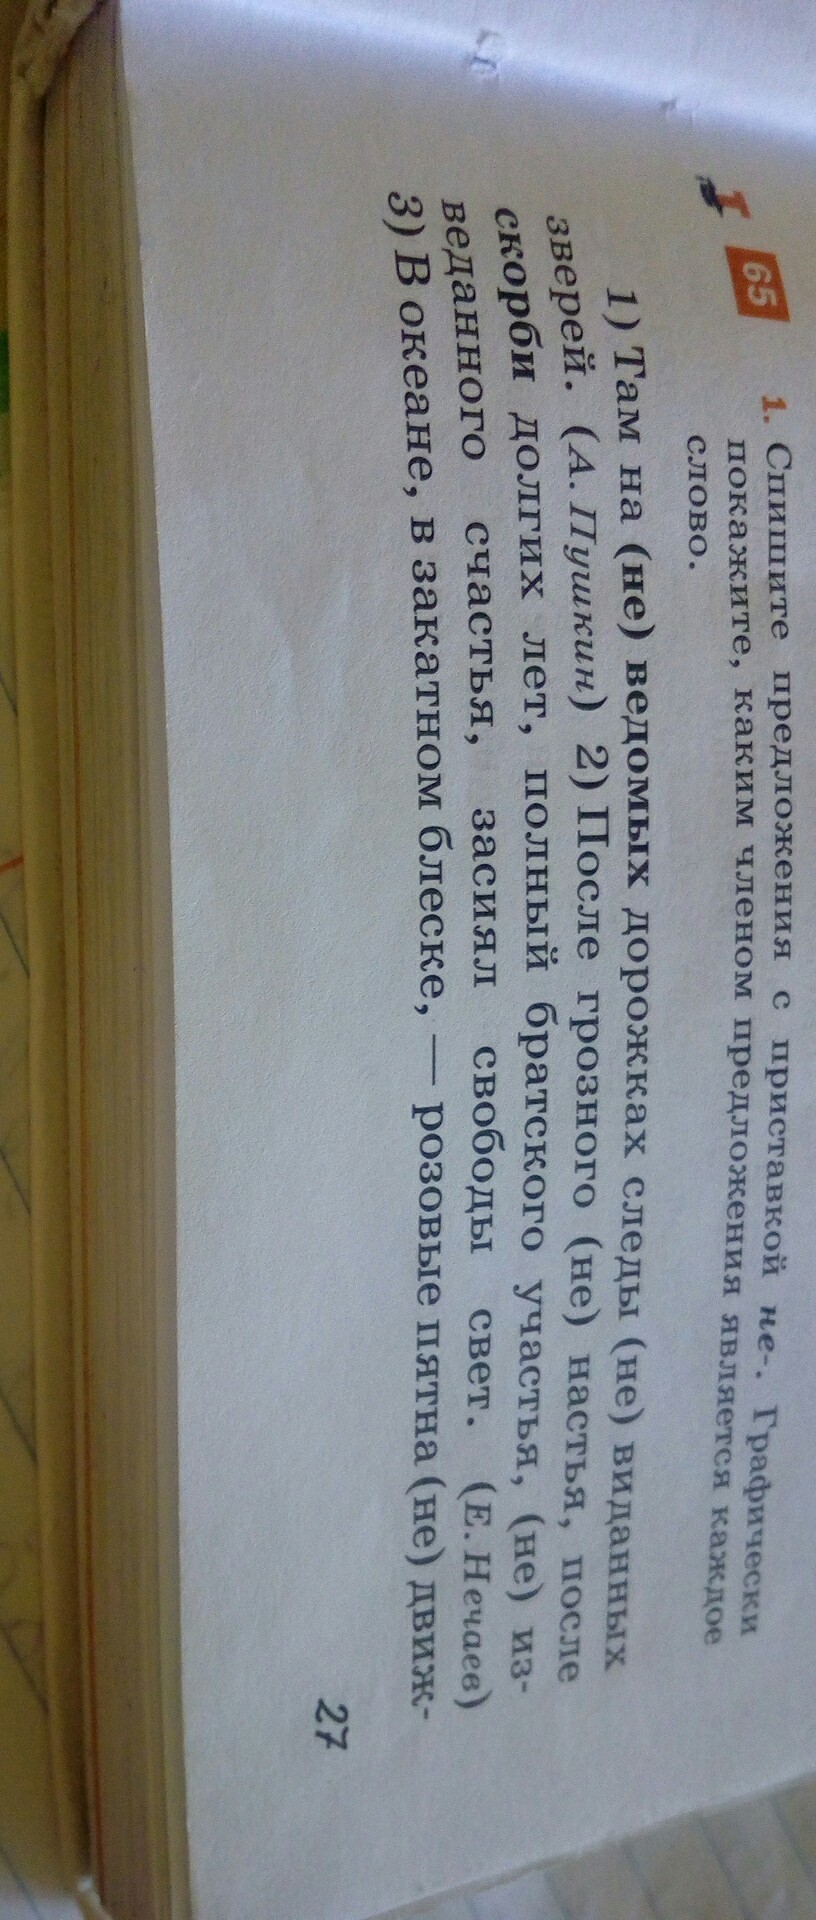 65 1. Спишите предложения с приставкой не-. Графически
покажите, каким членом предложения является каждое
слово.
1) Там на (не) ведомых дорожках следы (не) виданных
зверей. (А. Пушкин) 2) После грозного (не) настья, после
скорби долгих лет, полный братского участья, (не) из-
веданного счастья, засиял свободы свет. (Е. Нечаев)
3) В океане, в закатном блеске, — розовые пятна (не) движ-
27